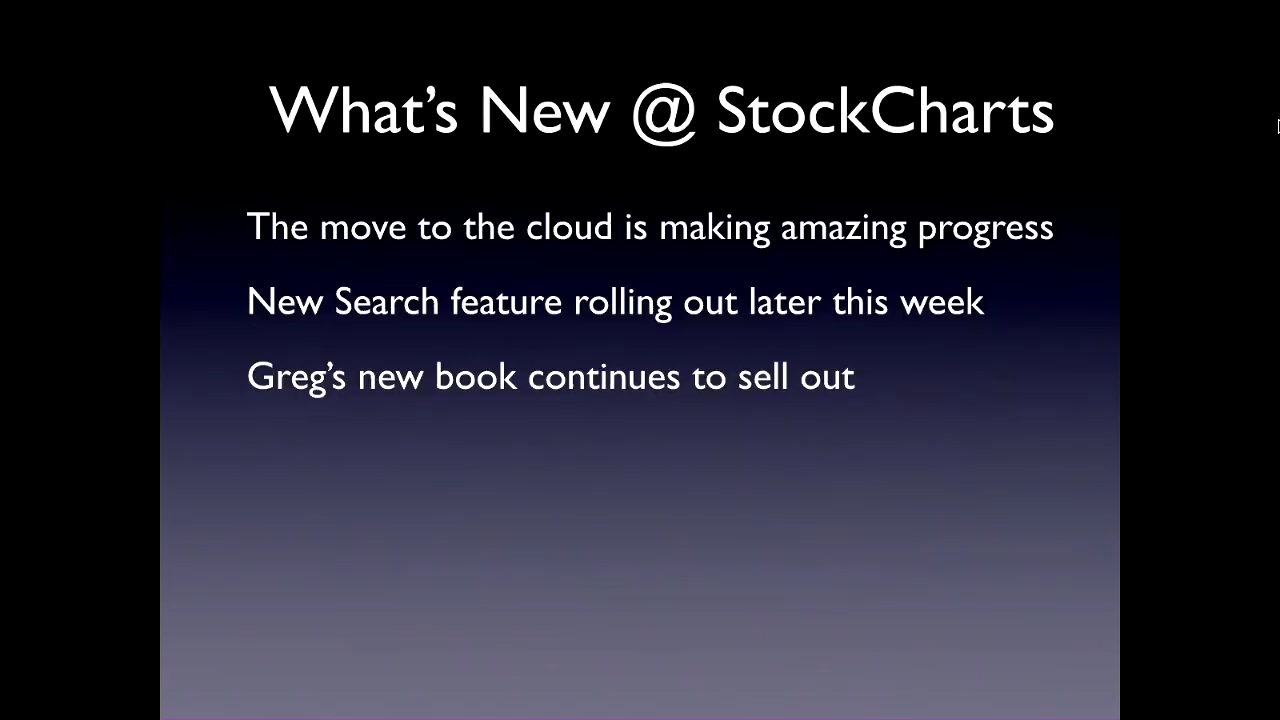 What’s New @ StockCharts
The move to the cloud is making amazing progress
New Search feature rolling out later this week
Greg’s new book continues to sell out